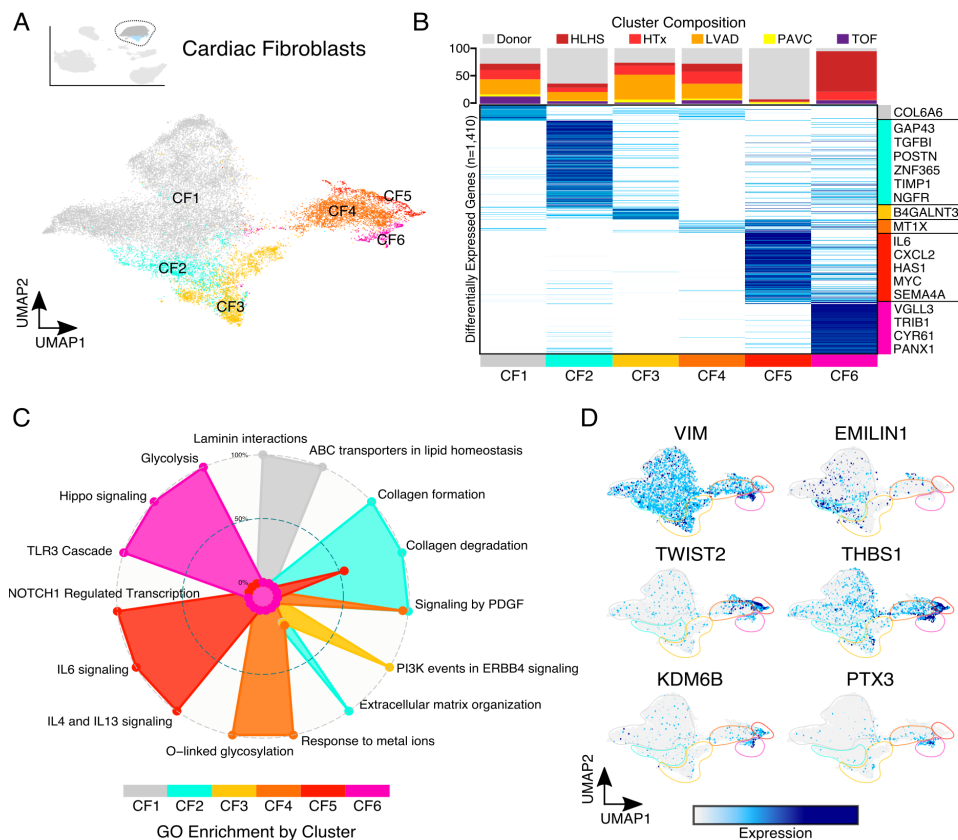 A
Cardiac Fibroblasts
CF1
CF2
CF3
CF4
CF5
CF6
UMAP2
UMAP1
B
Cluster Composition
Donor HLHS HTx LVAD PAVC TOF
100
50
0
Differentially Expressed Genes (n=1,410)
COL6A6
GAP43
TGFBI
POSTN
ZNF365
TIMP1
NGFR
B4GALNT3
MT1X
IL6
CXCL2
HAS1
MYC
SEMA4A
VGLL3
TRIB1
CYR61
PANX1
CF1 CF2 CF3 CF4 CF5 CF6
C
Laminin interactions
ABC transporters in lipid homeostasis
Collagen formation
Collagen degradation
Signaling by PDGF
PI3K events in ERBB4 signaling
Extracellular matrix organization
Response to metal ions
O-linked glycosylation
IL4 and IL13 signaling
IL6 signaling
NOTCH1 Regulated Transcription
TLR3 Cascade
Hippo signaling
Glycolysis
100%
50%
0%
CF1 CF2 CF3 CF4 CF5 CF6
GO Enrichment by Cluster
D
VIM EMILIN1
TWIST2 THBS1
KDM6B PTX3
UMAP2
UMAP1
Expression